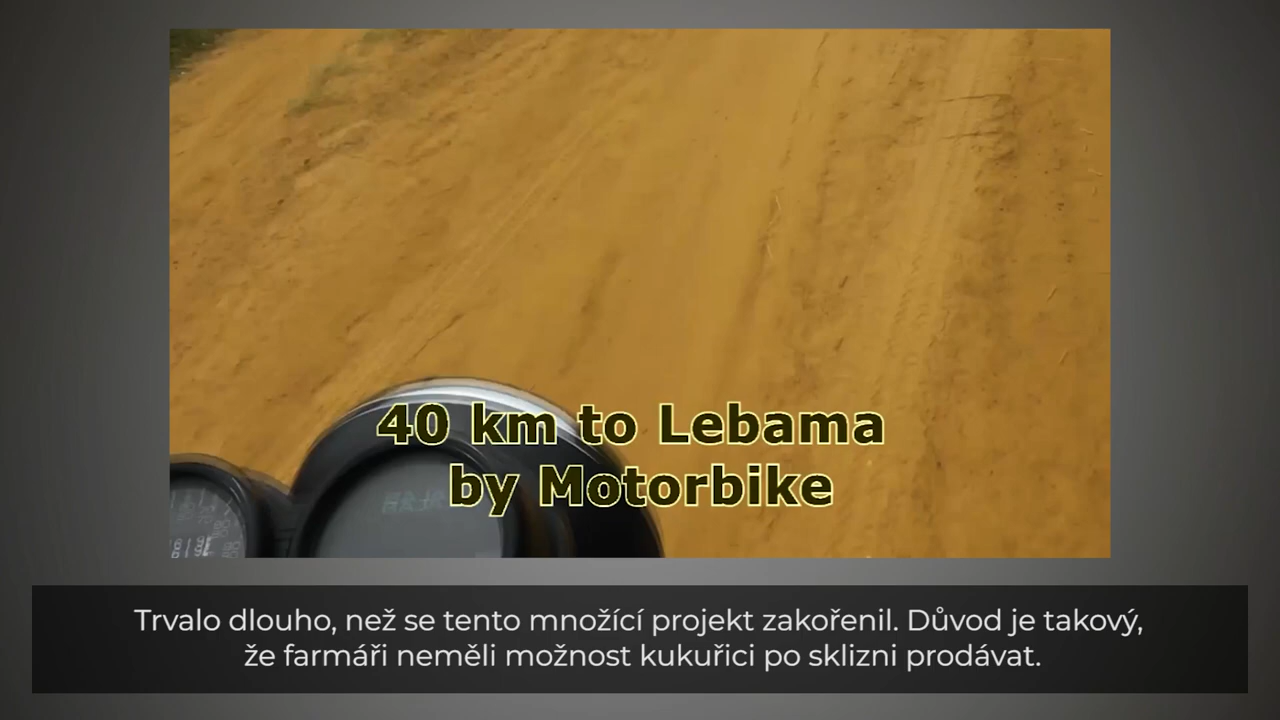 40 km to Lebama
by Motorbike
Trvalo dlouho, než se tento množící projekt zakořenil. Důvod je takový,
že farmáři neměli možnost kukuřici po sklizni prodávat.